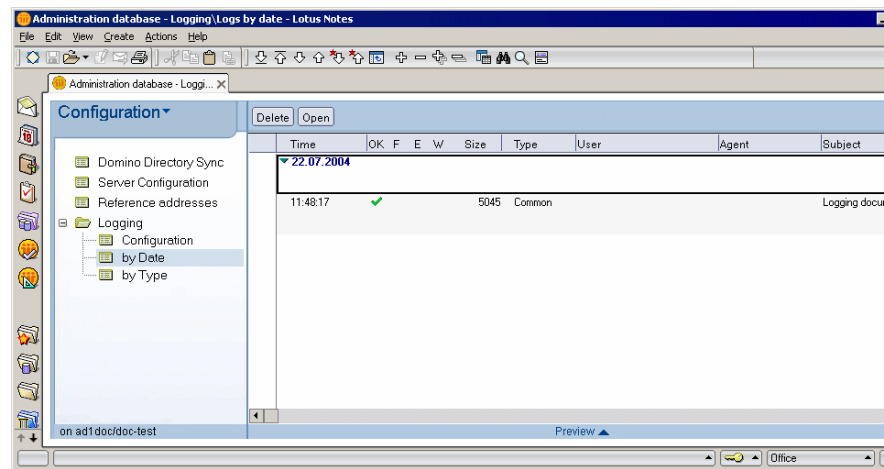 Administration database - Logging\Logs by date - Lotus Notes
File Edit View Create Actions Help
Administration database - Loggi...
Configuration
Delete Open
Time OK F E W Size Type User Agent Subject
22.07.2004
11:48:17 5045 Common Logging docu
Domino Directory Sync
Server Configuration
Reference addresses
Logging
Configuration
by Date
by Type
on ad1doc/doc-test
Preview
Office